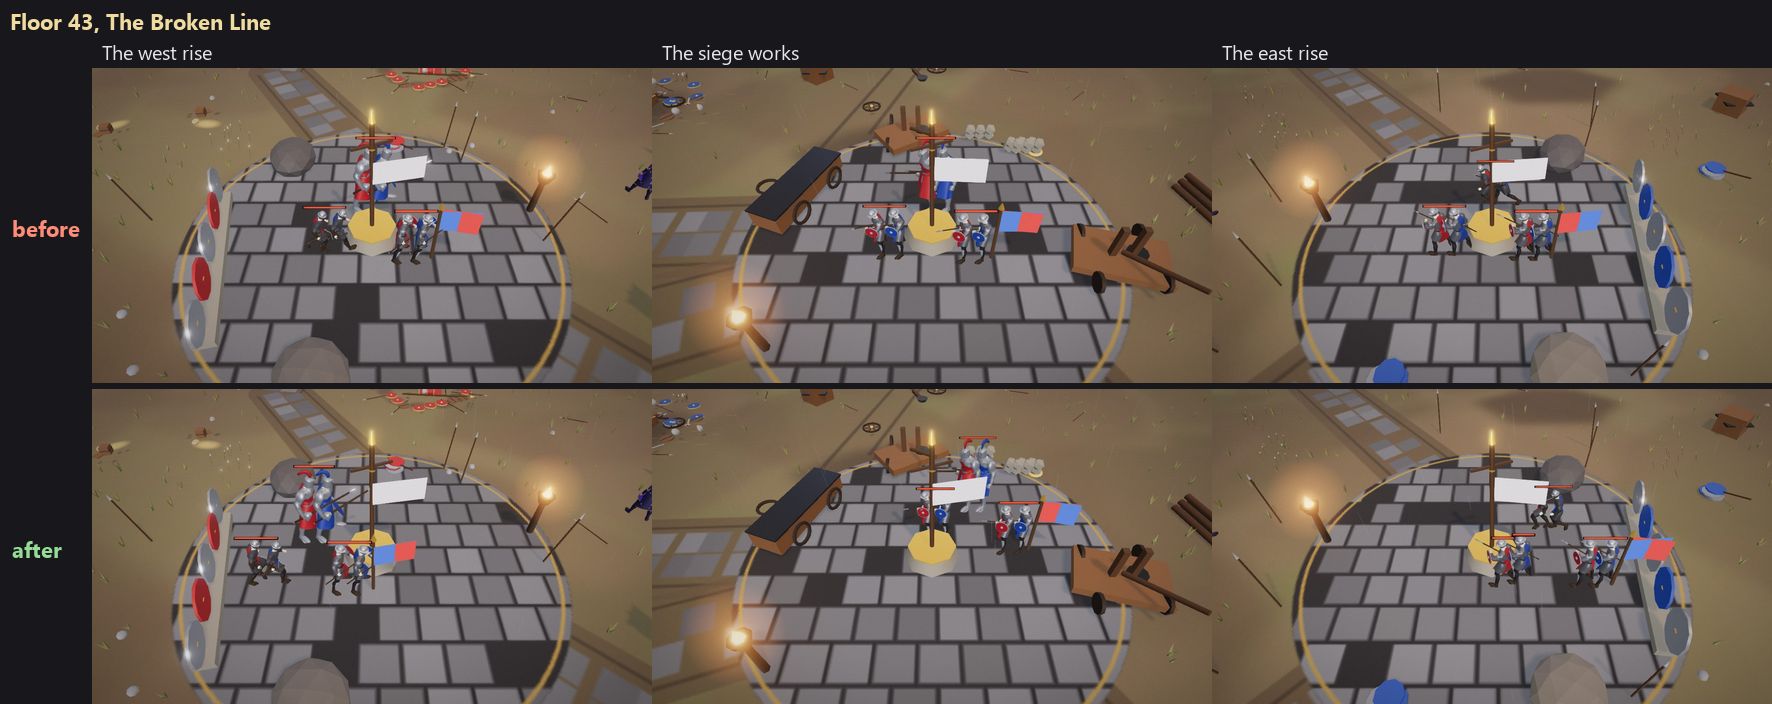 Floor 43, The Broken Line
The west rise
The siege works
The east rise
before
after